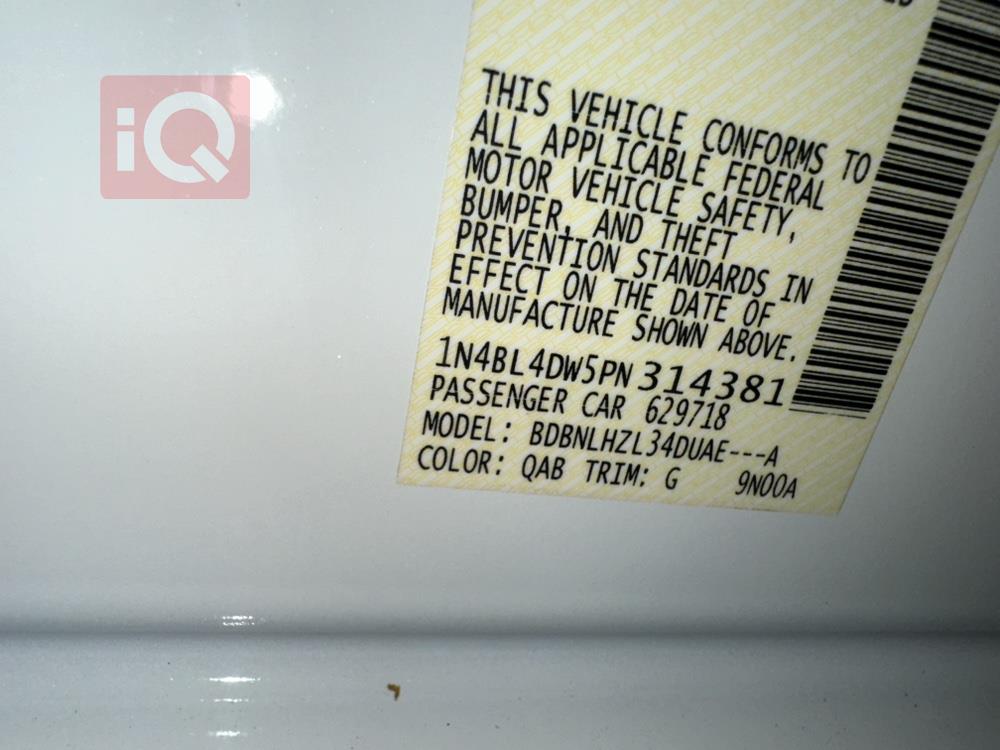 iQ
THIS VEHICLE CONFORMS TO
ALL APPLICABLE FEDERAL
MOTOR VEHICLE SAFETY,
BUMPER, AND THEFT
PREVENTION STANDARDS IN
EFFECT ON THE DATE OF
MANUFACTURE SHOWN ABOVE.
1N4BL4DW5PN314381
PASSENGER CAR 629718
MODEL: BDBNLHZL34DUAE---A
COLOR: QAB TRIM: G 9N00A